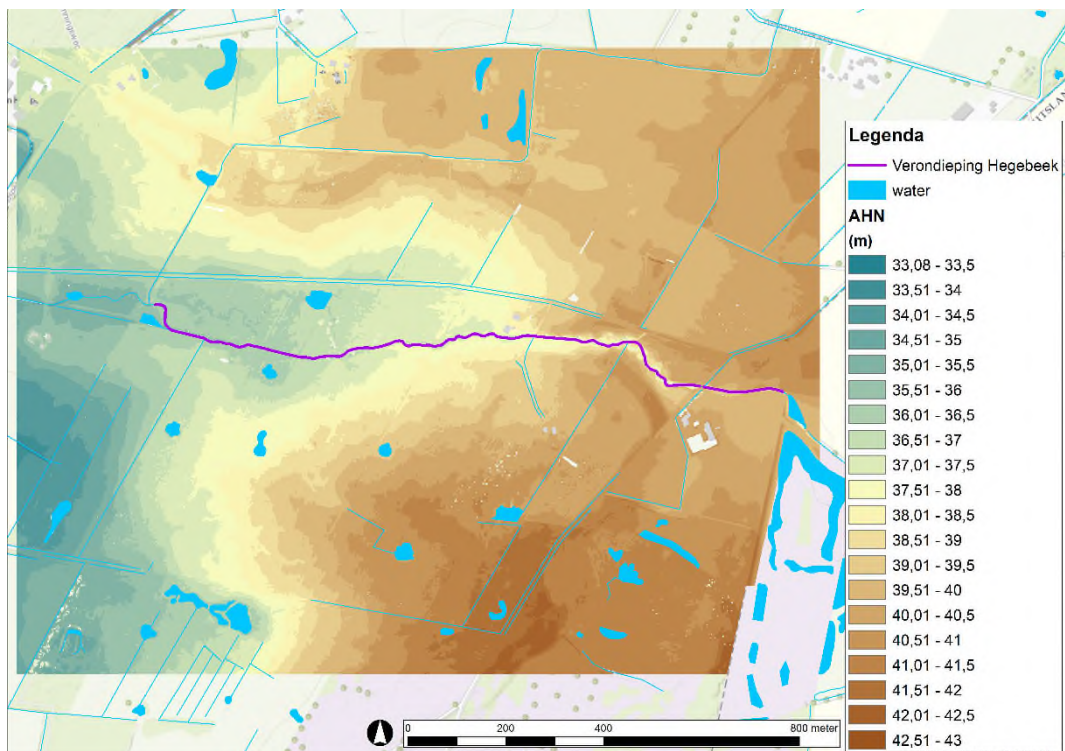 Legenda
Verondieping Hegebeek
water
AHN
(m)
33,08 - 33,5
33,51 - 34
34,01 - 34,5
34,51 - 35
35,01 - 35,5
35,51 - 36
36,01 - 36,5
36,51 - 37
37,01 - 37,5
37,51 - 38
38,01 - 38,5
38,51 - 39
39,01 - 39,5
39,51 - 40
40,01 - 40,5
40,51 - 41
41,01 - 41,5
41,51 - 42
42,01 - 42,5
42,51 - 43
0 200 400 800 meter